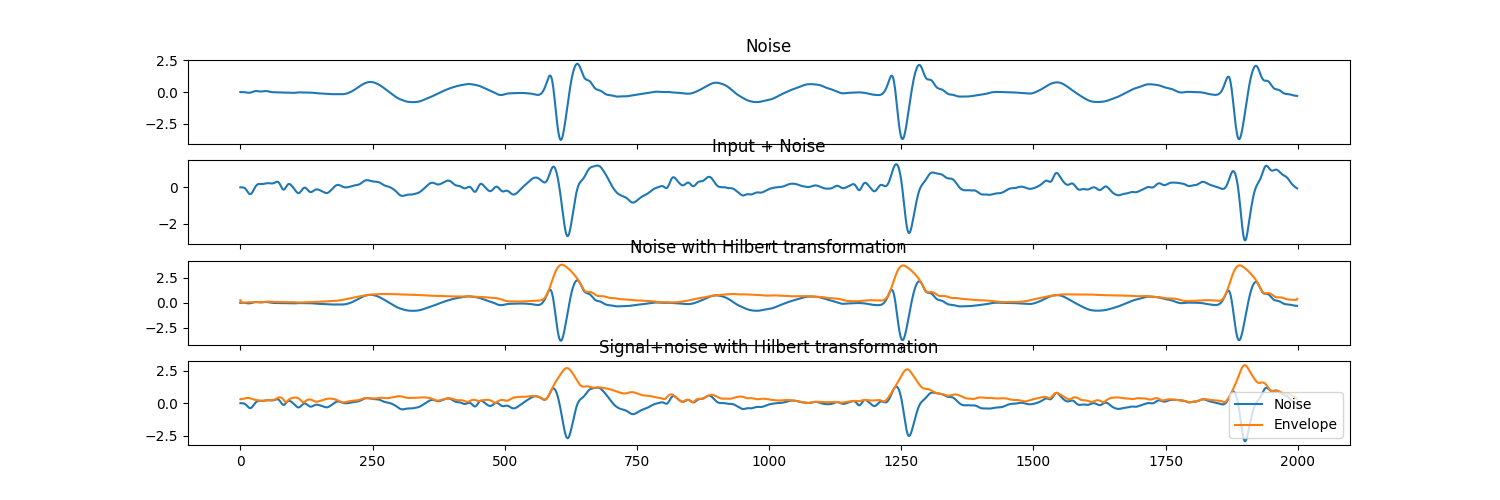 Noise
2.5
0.0
−2.5
Input + Noise
0
−2
Noise with Hilbert transformation
2.5
0.0
−2.5
Signal+noise with Hilbert transformation
2.5
0.0
−2.5
Noise
Envelope
0 250 500 750 1000 1250 1500 1750 2000